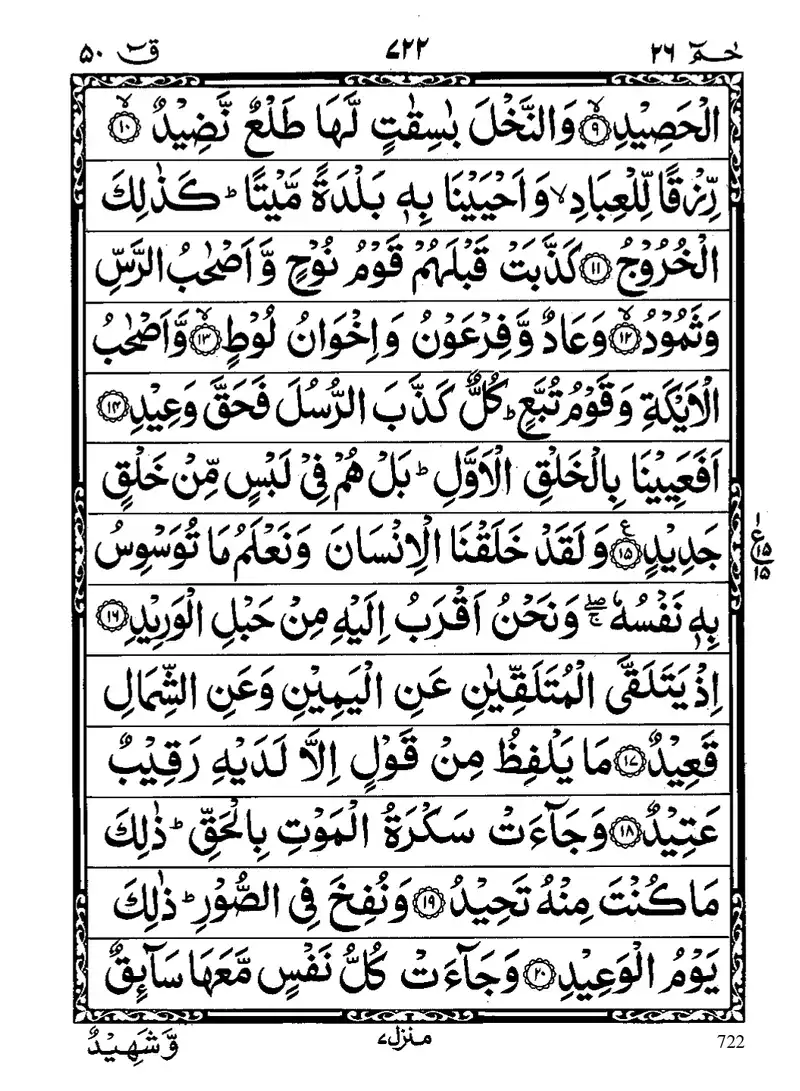 حٰمٓ ٢٦ ٧٢٢ قٓ ٥٠
الْحَصِيْدِ ۙ﴿٩﴾ وَالنَّخْلَ بٰسِقٰتٍ لَّهَا طَلْعٌ نَّضِيْدٌ ۙ﴿١٠﴾
رِّزْقًا لِّلْعِبَادِ ۙ وَاَحْيَيْنَا بِهٖ بَلْدَةً مَّيْتًا ؕ كَذٰلِكَ
الْخُرُوْجُ ﴿١١﴾ كَذَّبَتْ قَبْلَهُمْ قَوْمُ نُوْحٍ وَّاَصْحٰبُ الرَّسِّ
وَثَمُوْدُ ۙ﴿١٢﴾ وَعَادٌ وَّفِرْعَوْنُ وَاِخْوَانُ لُوْطٍ ۙ﴿١٣﴾ وَّاَصْحٰبُ
الْاَيْكَةِ وَقَوْمُ تُبَّعٍ ؕ كُلٌّ كَذَّبَ الرُّسُلَ فَحَقَّ وَعِيْدِ ﴿١٤﴾
اَفَعَيِيْنَا بِالْخَلْقِ الْاَوَّلِ ؕ بَلْ هُمْ فِيْ لَبْسٍ مِّنْ خَلْقٍ
جَدِيْدٍ ﴿١٥﴾ ع وَلَقَدْ خَلَقْنَا الْاِنْسَانَ وَنَعْلَمُ مَا تُوَسْوِسُ
١ ع ١٥ ١٥
بِهٖ نَفْسُهٗ ۖۚ وَنَحْنُ اَقْرَبُ اِلَيْهِ مِنْ حَبْلِ الْوَرِيْدِ ﴿١٦﴾
اِذْ يَتَلَقَّى الْمُتَلَقِّيٰنِ عَنِ الْيَمِيْنِ وَعَنِ الشِّمَالِ
قَعِيْدٌ ﴿١٧﴾ مَا يَلْفِظُ مِنْ قَوْلٍ اِلَّا لَدَيْهِ رَقِيْبٌ
عَتِيْدٌ ﴿١٨﴾ وَجَآءَتْ سَكْرَةُ الْمَوْتِ بِالْحَقِّ ؕ ذٰلِكَ
مَا كُنْتَ مِنْهُ تَحِيْدُ ﴿١٩﴾ وَنُفِخَ فِي الصُّوْرِ ؕ ذٰلِكَ
يَوْمُ الْوَعِيْدِ ﴿٢٠﴾ وَجَآءَتْ كُلُّ نَفْسٍ مَّعَهَا سَآئِقٌ
722 منزل٧ وَّشَهِيْدٌ